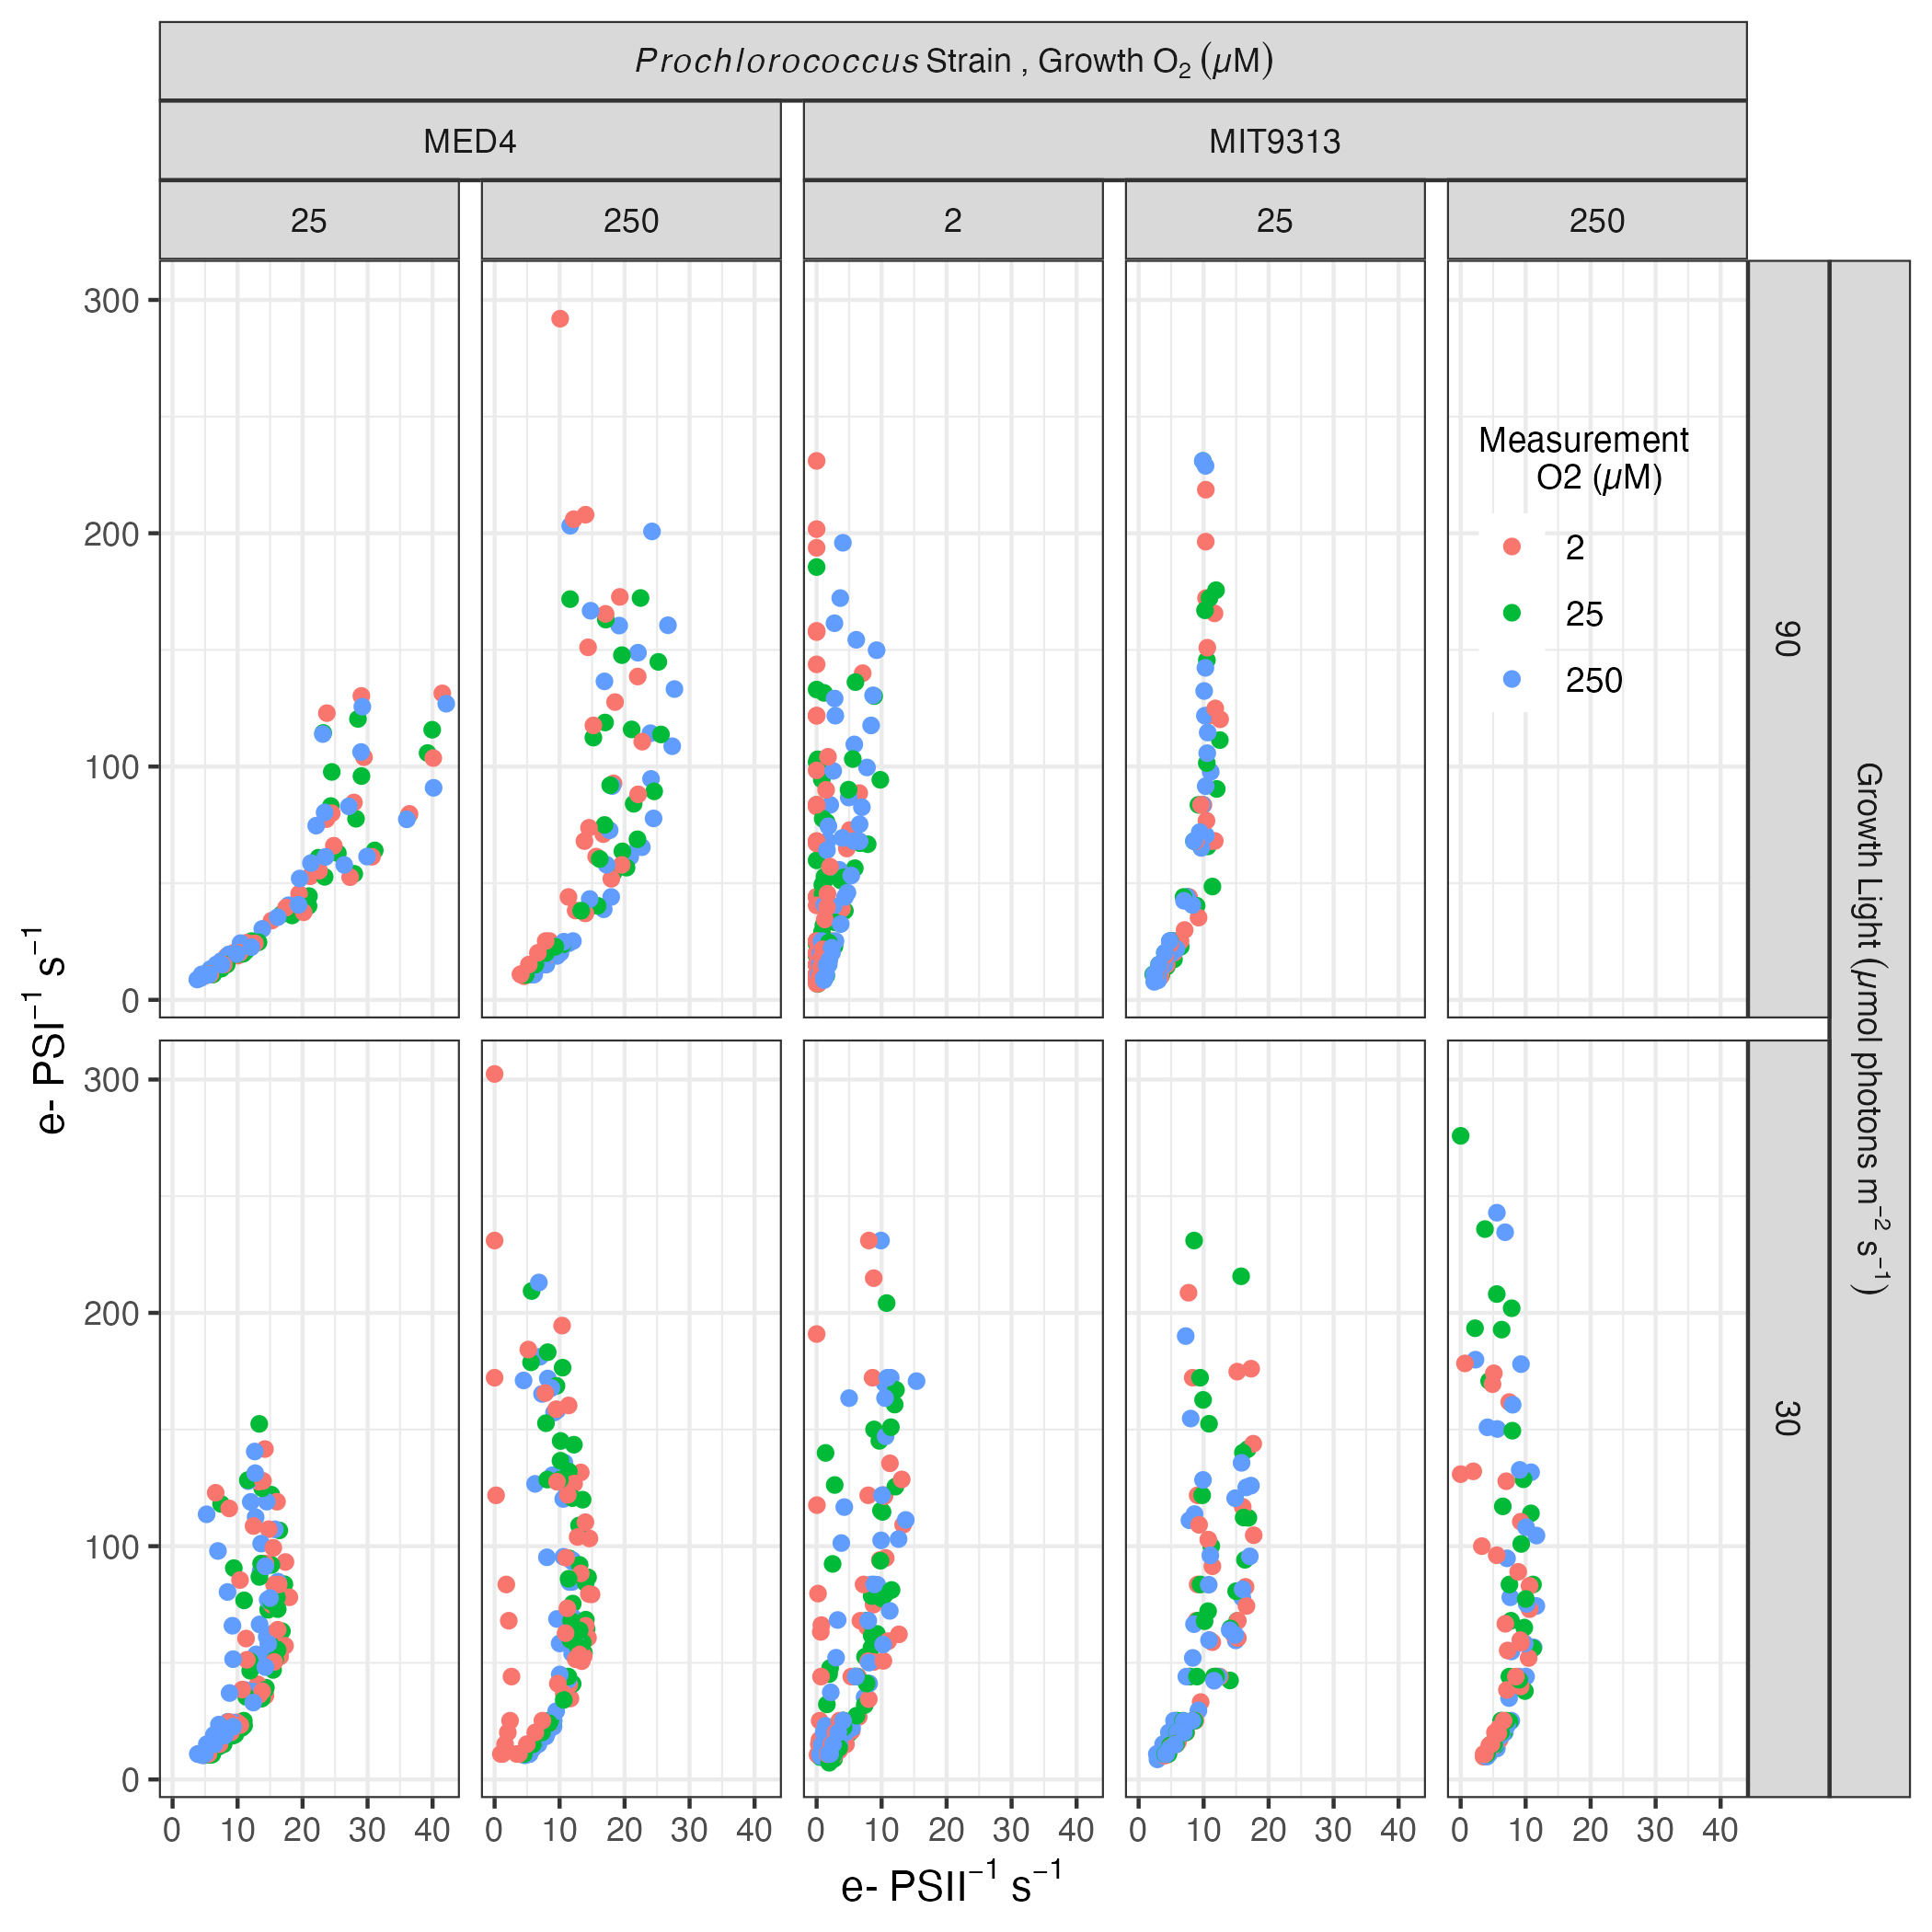 Prochlorococcus Strain , Growth O₂ (µM)
MED4 MIT9313
25 250 2 25 250
300
200
100
0
90
Measurement
O2 (µM)
2
25
250
e- PSI⁻¹ s⁻¹
Growth Light (µmol photons m⁻² s⁻¹)
300
200
100
0
30
0 10 20 30 40 0 10 20 30 40 0 10 20 30 40 0 10 20 30 40 0 10 20 30 40
e- PSII⁻¹ s⁻¹